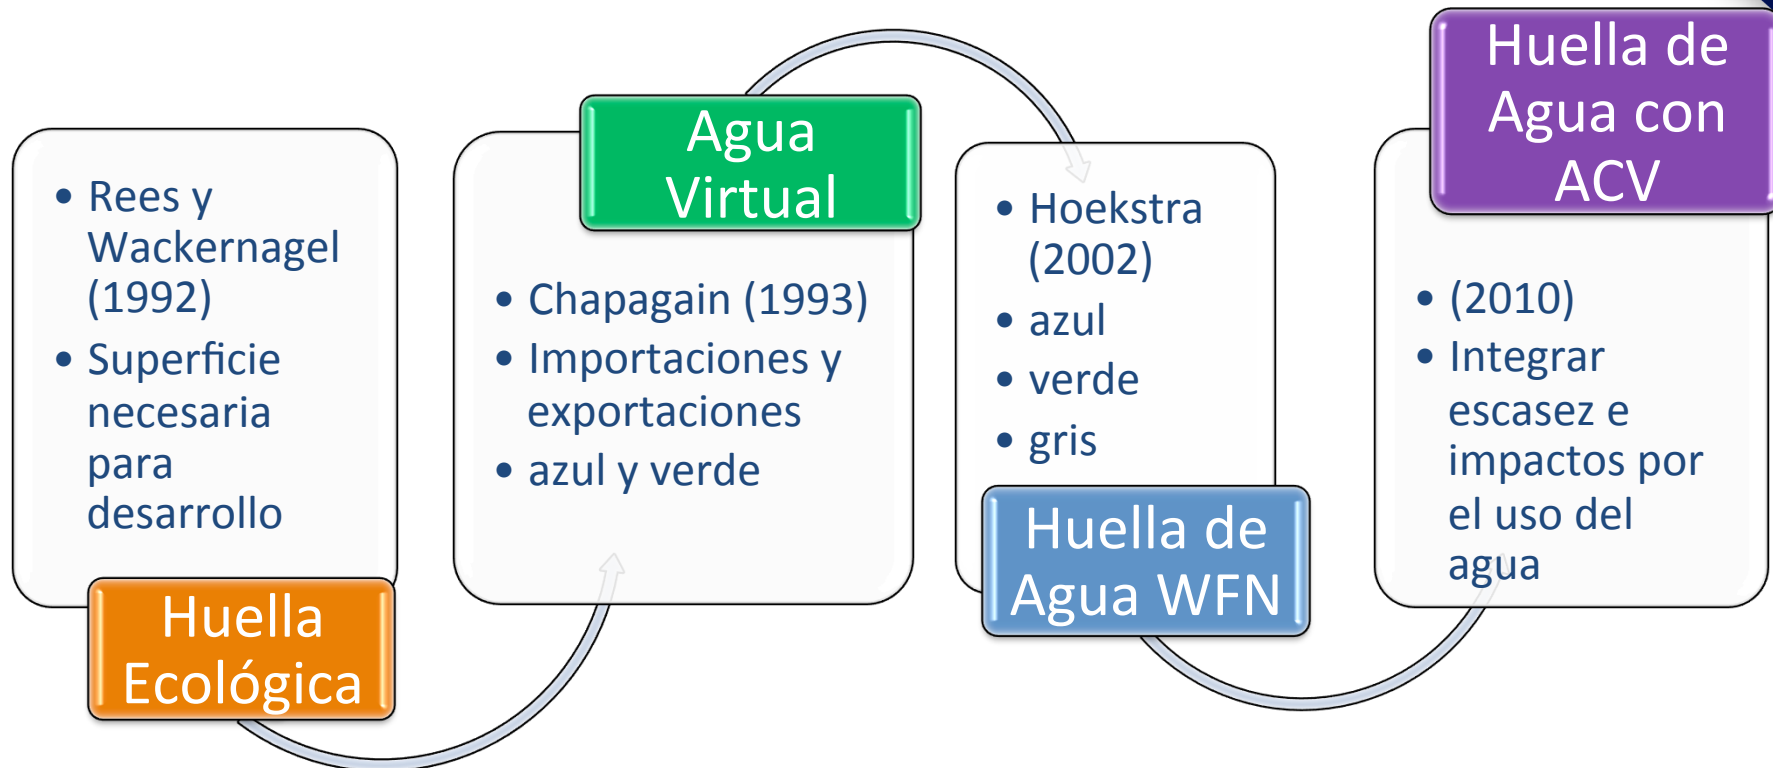 • Rees y
Wackernagel
(1992)
• Superficie
necesaria
para
desarrollo
Huella
Ecológica
Agua
Virtual
• Chapagain (1993)
• Importaciones y
exportaciones
• azul y verde
• Hoekstra
(2002)
• azul
• verde
• gris
Huella de
Agua WFN
Huella de
Agua con
ACV
• (2010)
• Integrar
escasez e
impactos por
el uso del
agua